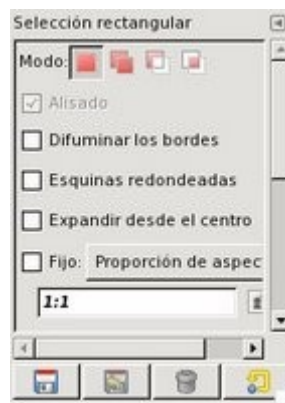 Selección rectangular
Modo:
Alisado
Difuminar los bordes
Esquinas redondeadas
Expandir desde el centro
Fijo: Proporción de aspec
1:1